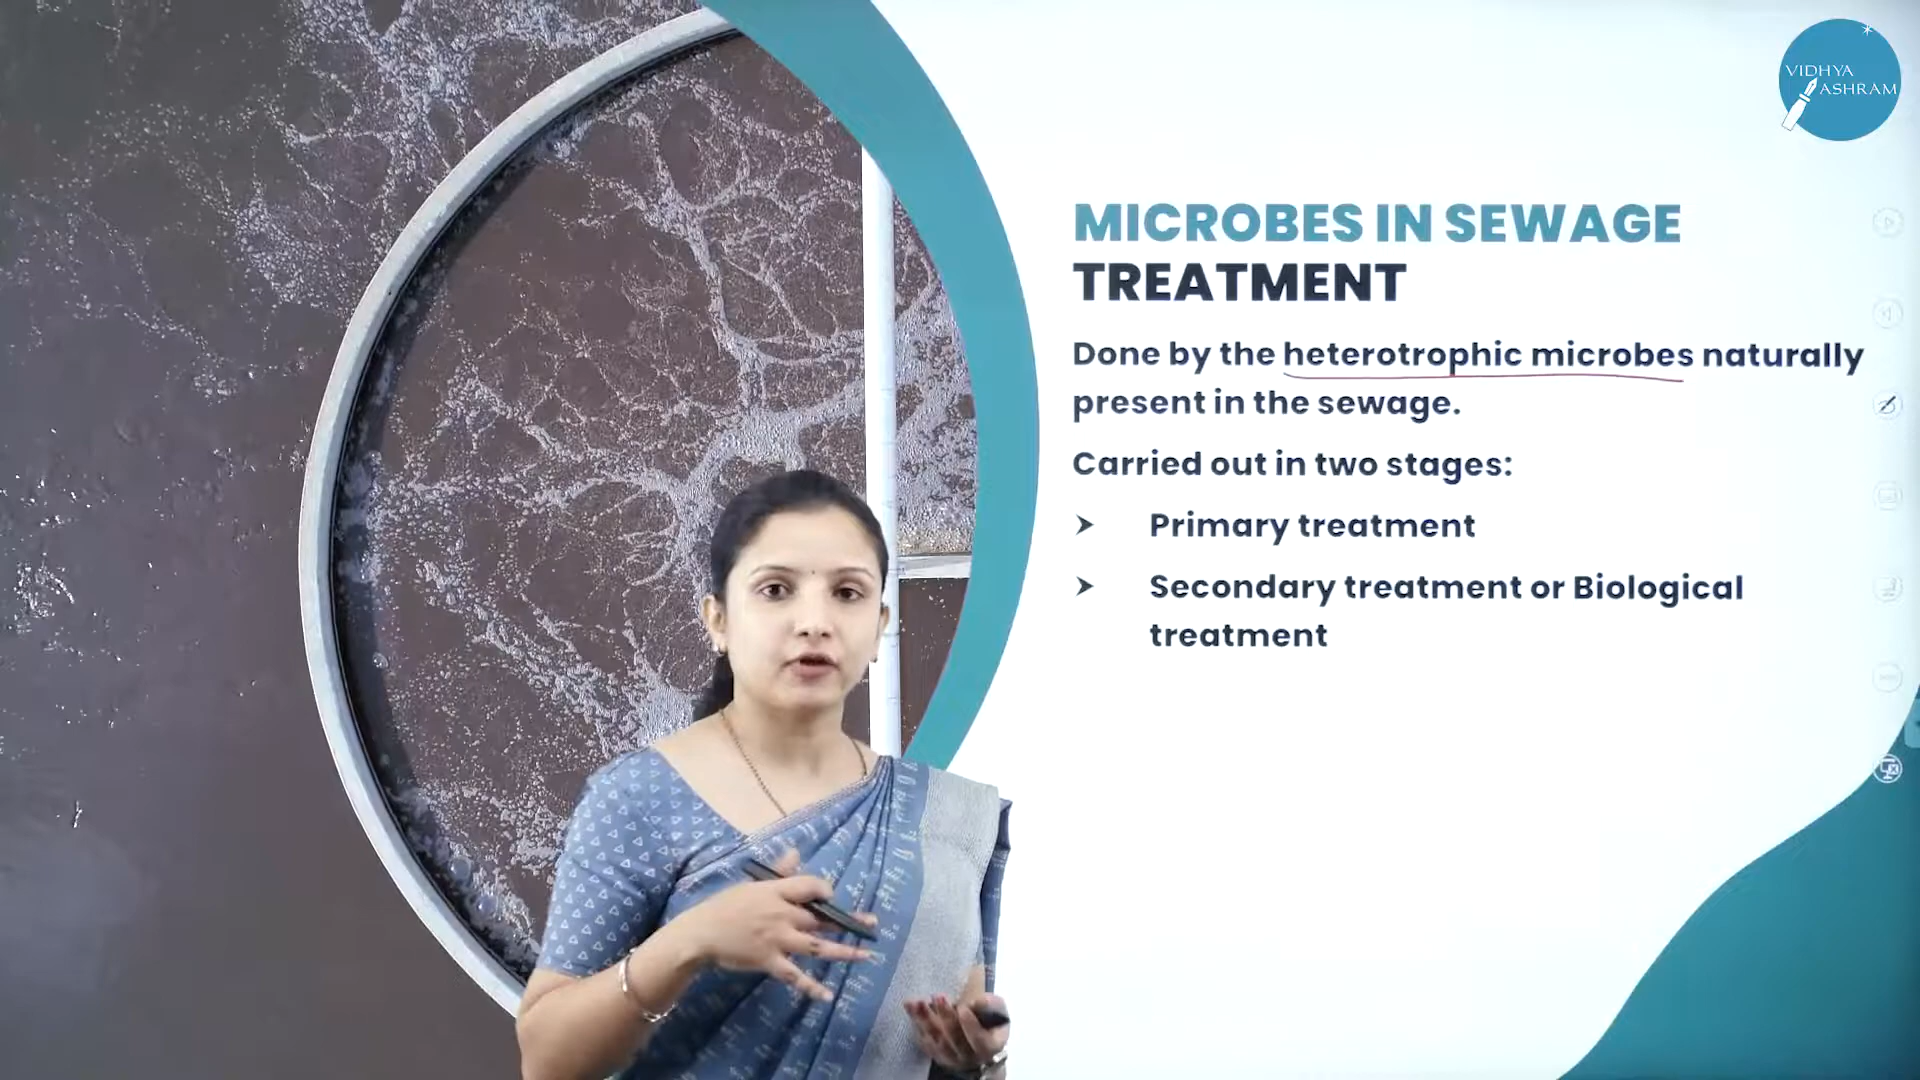 VIDHYA
ASHRAM
MICROBES IN SEWAGE
TREATMENT
Done by the heterotrophic microbes naturally
present in the sewage.
Carried out in two stages:
➤ Primary treatment
➤ Secondary treatment or Biological
treatment